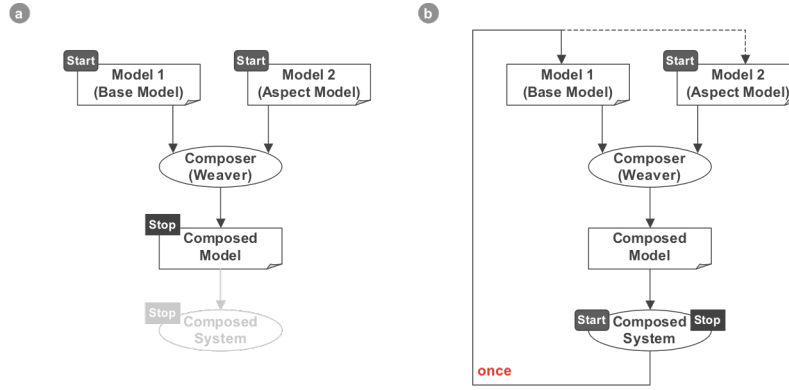 a
Start
Model 1
(Base Model)
Start
Model 2
(Aspect Model)
Composer
(Weaver)
Stop
Composed
Model
Stop
Composed
System
b
Model 1
(Base Model)
Start
Model 2
(Aspect Model)
Composer
(Weaver)
Composed
Model
Start
Composed
System
Stop
once